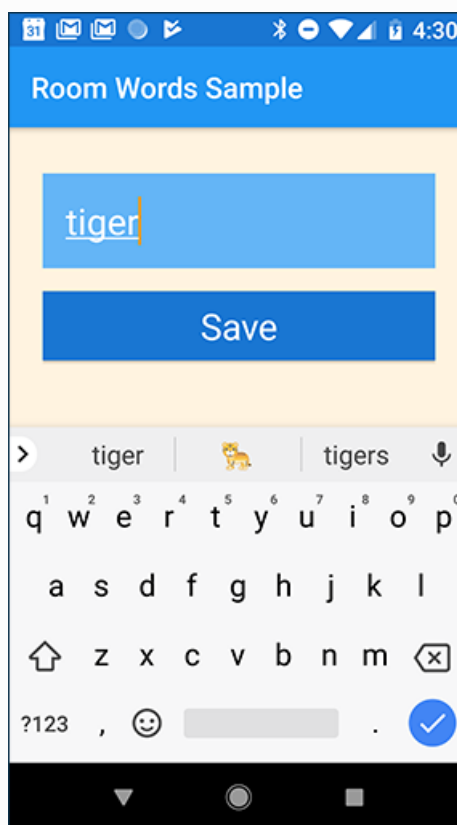 31 4:30
Room Words Sample
tiger
Save
tiger tigers
1 2 3 4 5 6 7 8 9 0
q w e r t y u i o p
a s d f g h j k l
z x c v b n m
?123 , .